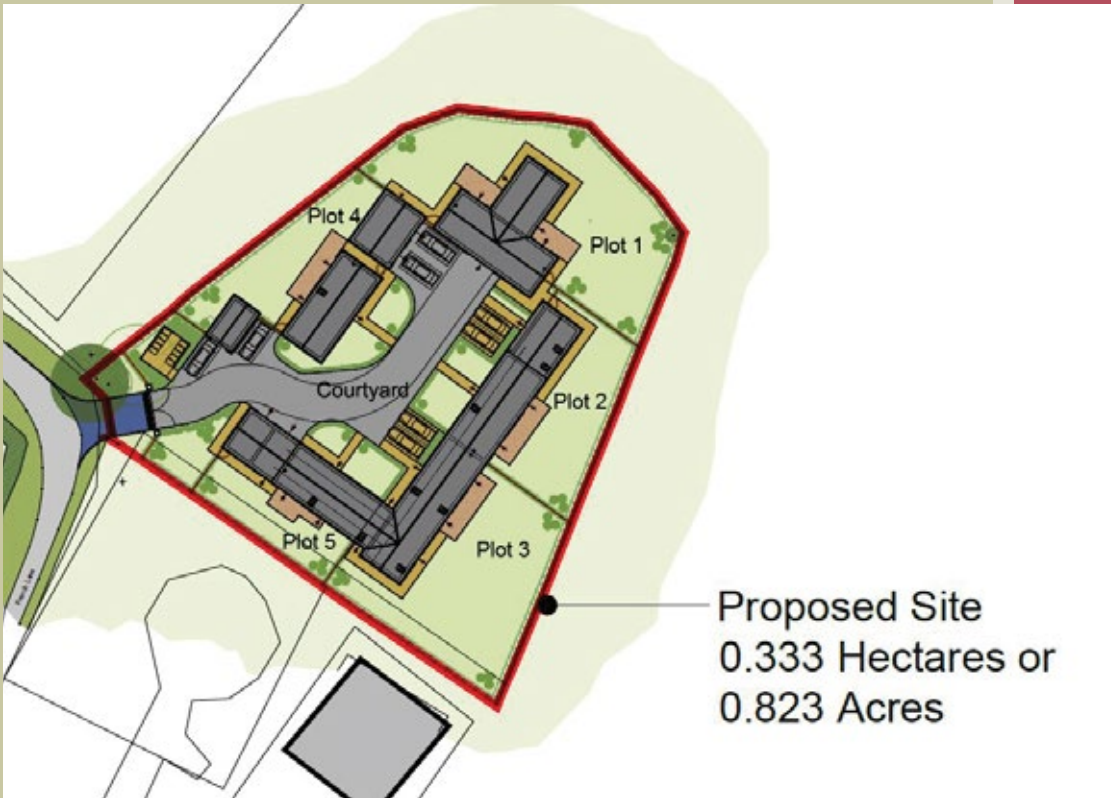 Plot 4
Plot 1
Courtyard
Plot 2
Plot 5
Plot 3
Proposed Site
0.333 Hectares or
0.823 Acres